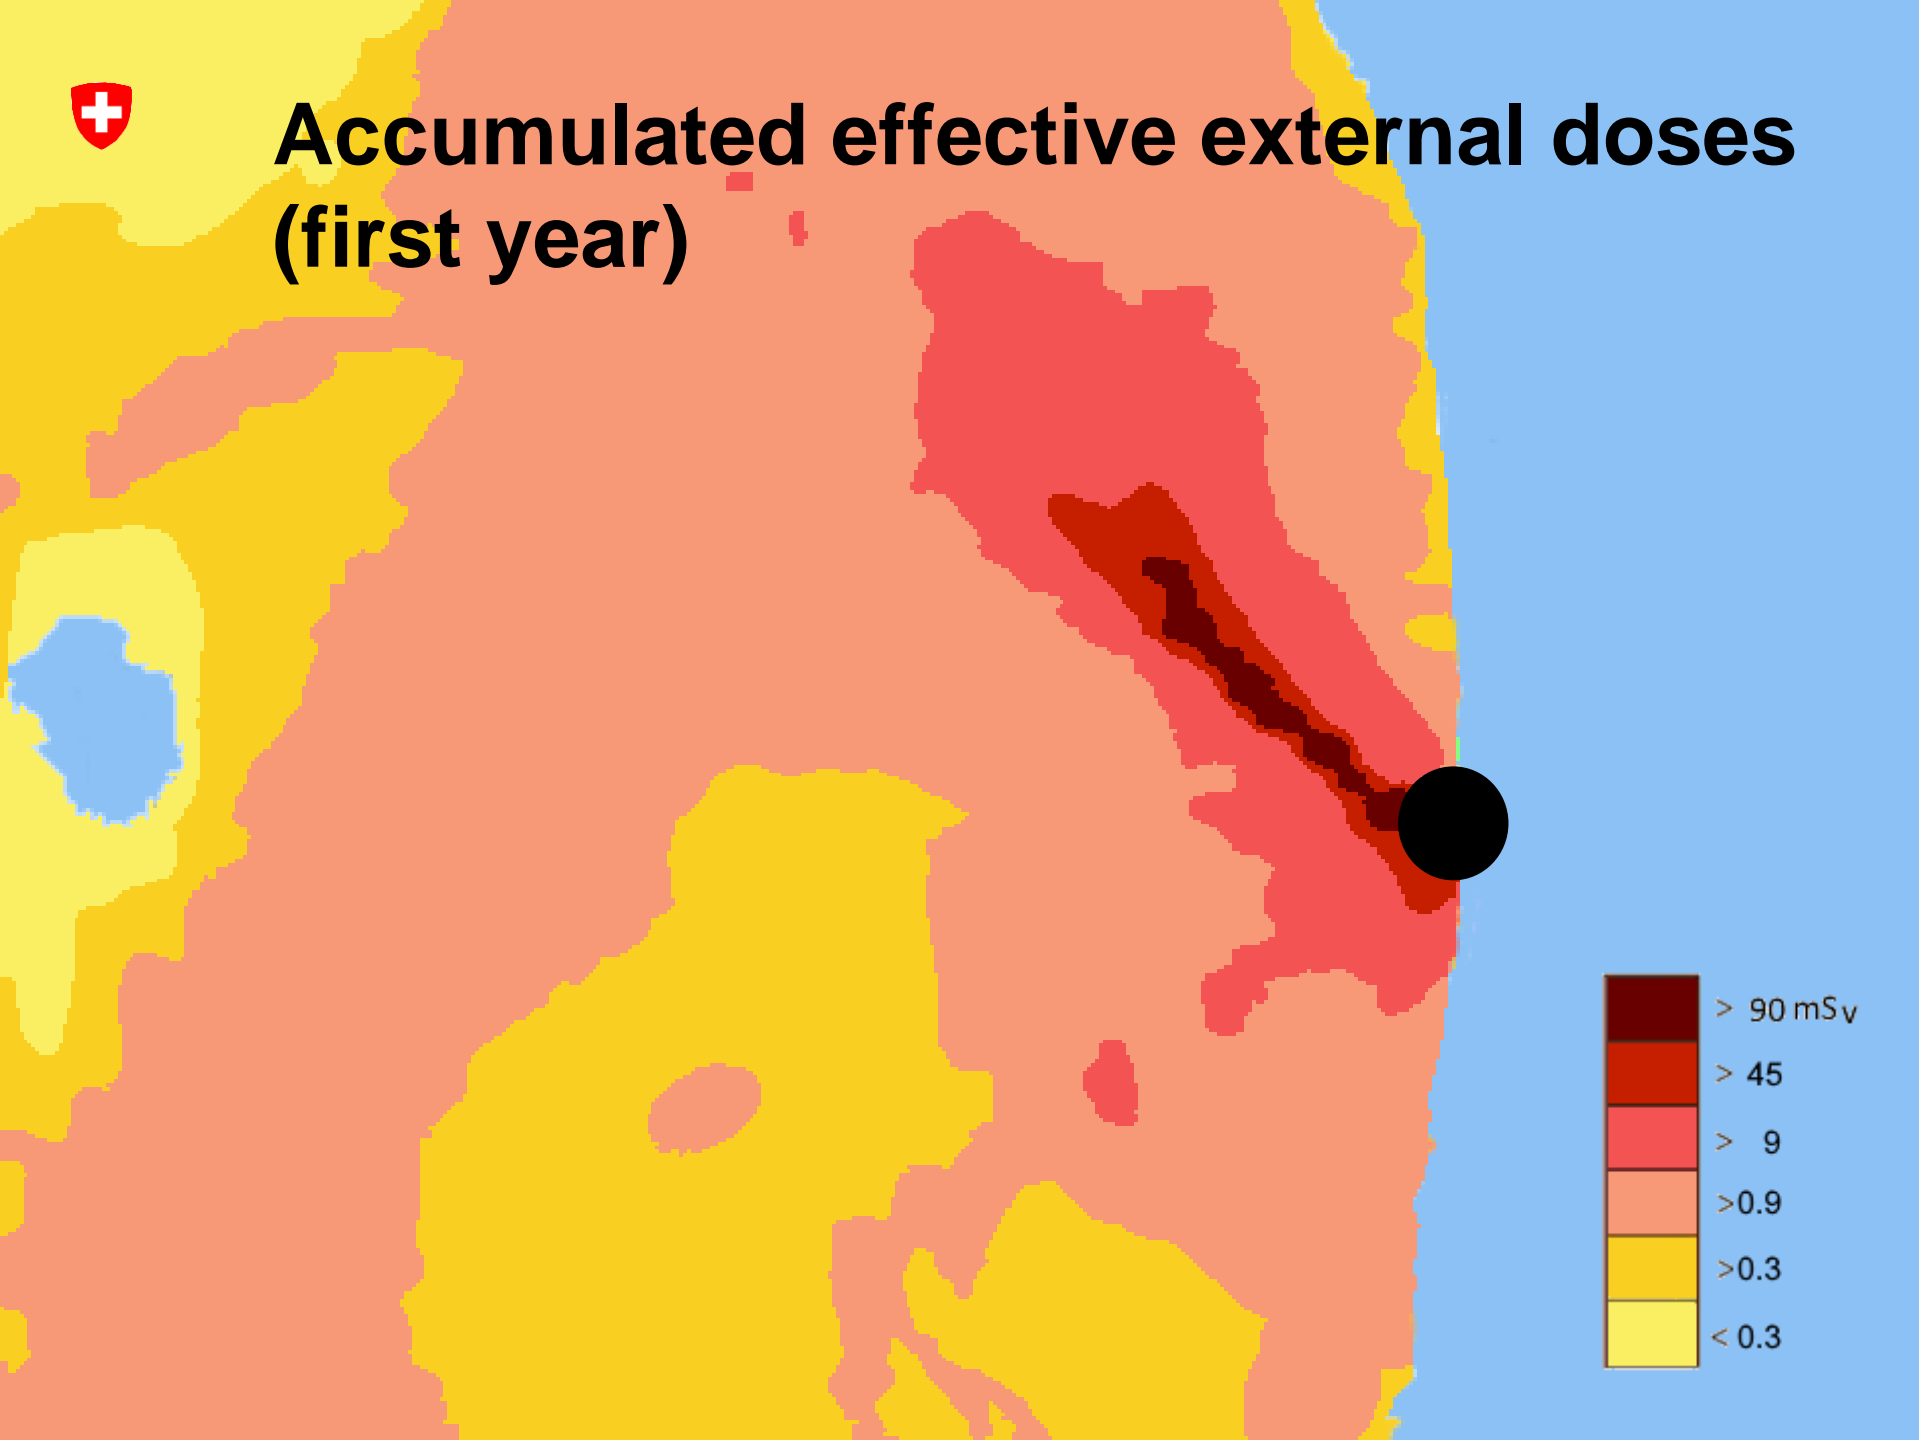 Accumulated effective external doses
(first year)
> 90 mSv
> 45
> 9
>0.9
>0.3
< 0.3